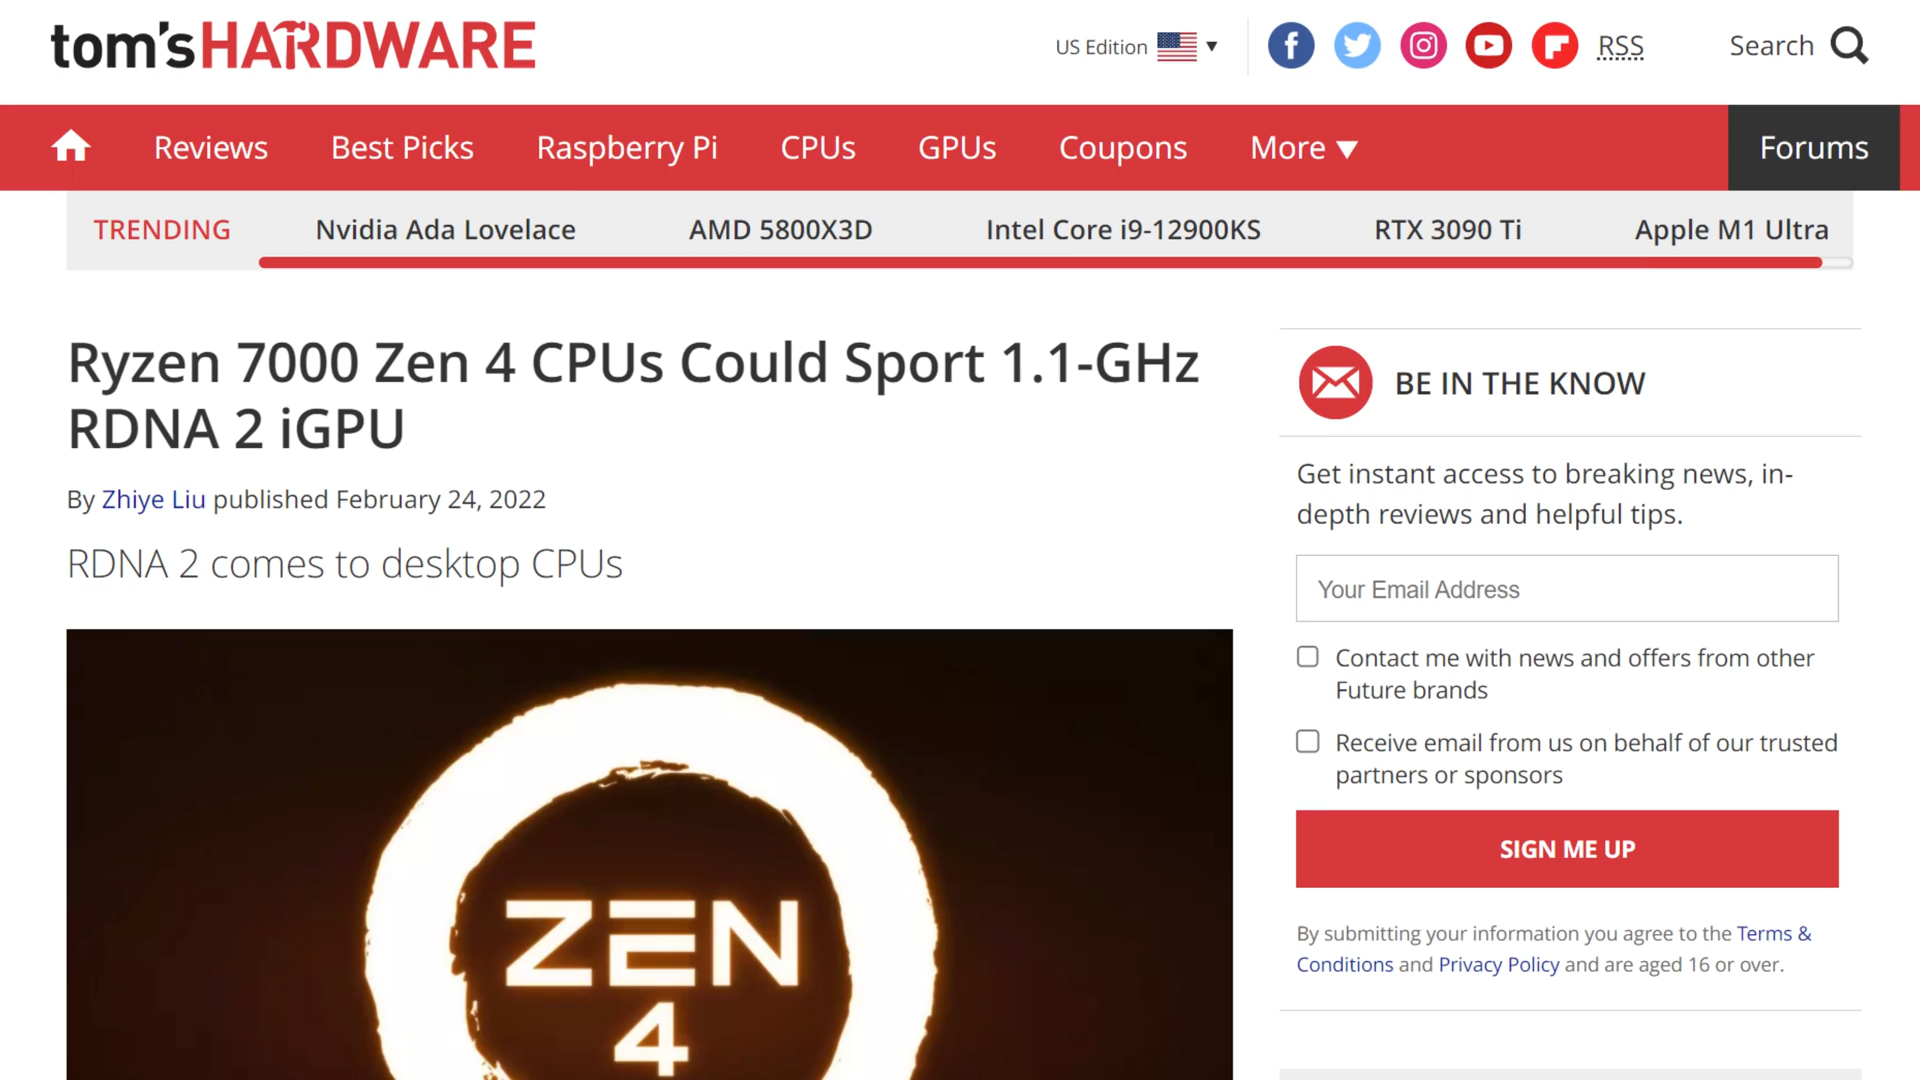 tom's HARDWARE
US Edition
RSS
Search
Reviews
Best Picks
Raspberry Pi
CPUs
GPUs
Coupons
More
Forums
TRENDING
Nvidia Ada Lovelace
AMD 5800X3D
Intel Core i9-12900KS
RTX 3090 Ti
Apple M1 Ultra
Ryzen 7000 Zen 4 CPUs Could Sport 1.1-GHz
RDNA 2 iGPU
By Zhiye Liu published February 24, 2022
RDNA 2 comes to desktop CPUs
ZEN
4
BE IN THE KNOW
Get instant access to breaking news, in-
depth reviews and helpful tips.
Your Email Address
Contact me with news and offers from other
Future brands
Receive email from us on behalf of our trusted
partners or sponsors
SIGN ME UP
By submitting your information you agree to the Terms &
Conditions and Privacy Policy and are aged 16 or over.